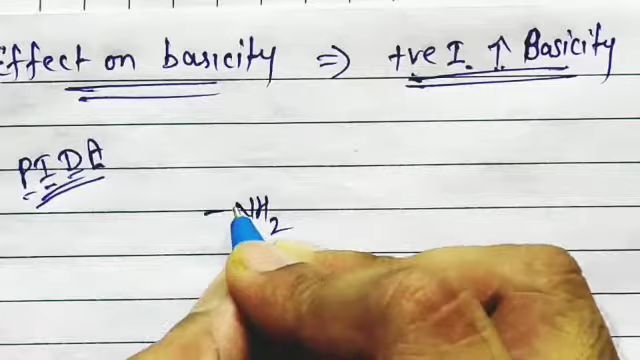 Effect on basicity ⇒ +ve I. ↑ Basicity
PIDA
-NH2